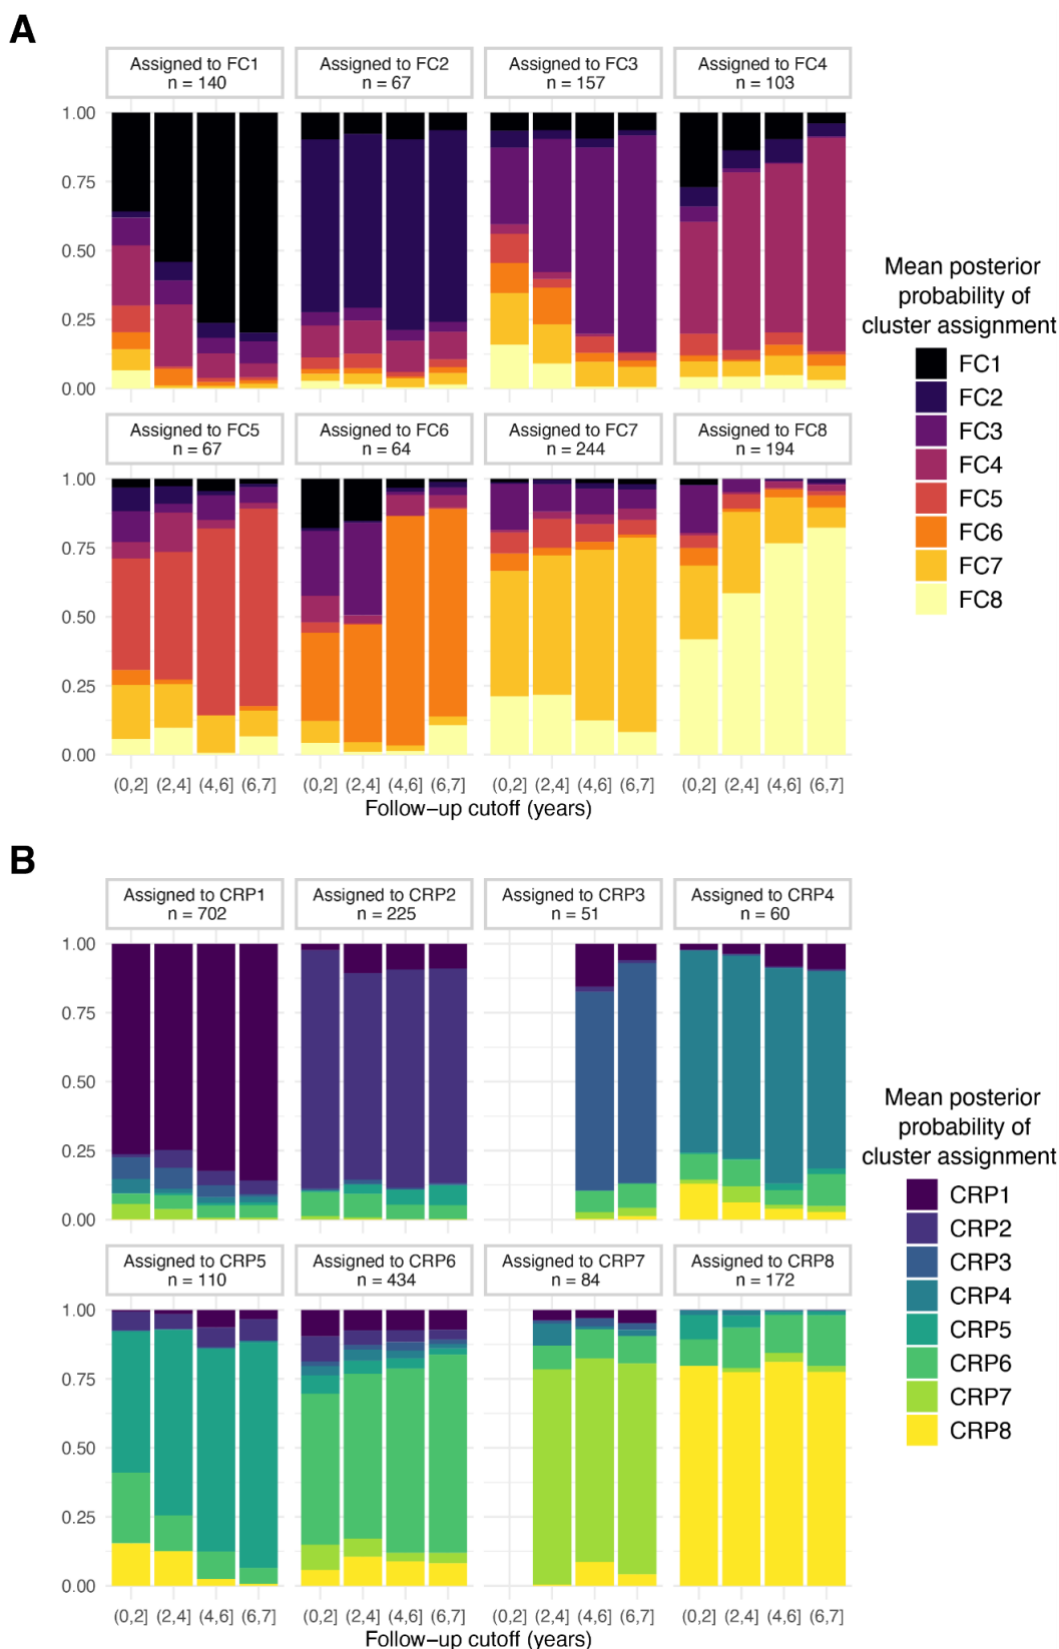 A
Assigned to FC1
n = 140
Assigned to FC2
n = 67
Assigned to FC3
n = 157
Assigned to FC4
n = 103
1.00
0.75
0.50
0.25
0.00
Assigned to FC5
n = 67
Assigned to FC6
n = 64
Assigned to FC7
n = 244
Assigned to FC8
n = 194
1.00
0.75
0.50
0.25
0.00
(0,2] (2,4] (4,6] (6,7] (0,2] (2,4] (4,6] (6,7] (0,2] (2,4] (4,6] (6,7] (0,2] (2,4] (4,6] (6,7]
Follow−up cutoff (years)
Mean posterior
probability of
cluster assignment
FC1
FC2
FC3
FC4
FC5
FC6
FC7
FC8
B
Assigned to CRP1
n = 702
Assigned to CRP2
n = 225
Assigned to CRP3
n = 51
Assigned to CRP4
n = 60
1.00
0.75
0.50
0.25
0.00
Assigned to CRP5
n = 110
Assigned to CRP6
n = 434
Assigned to CRP7
n = 84
Assigned to CRP8
n = 172
1.00
0.75
0.50
0.25
0.00
(0,2] (2,4] (4,6] (6,7] (0,2] (2,4] (4,6] (6,7] (0,2] (2,4] (4,6] (6,7] (0,2] (2,4] (4,6] (6,7]
Follow−up cutoff (years)
Mean posterior
probability of
cluster assignment
CRP1
CRP2
CRP3
CRP4
CRP5
CRP6
CRP7
CRP8